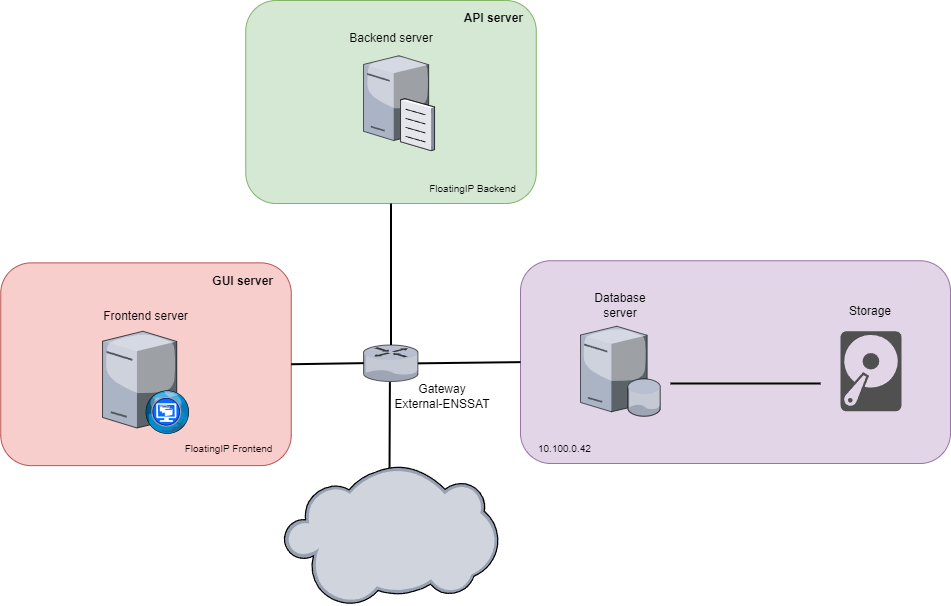 API server
Backend server
FloatingIP Backend
GUI server
Frontend server
FloatingIP Frontend
Gateway
External-ENSSAT
Database
server
Storage
10.100.0.42